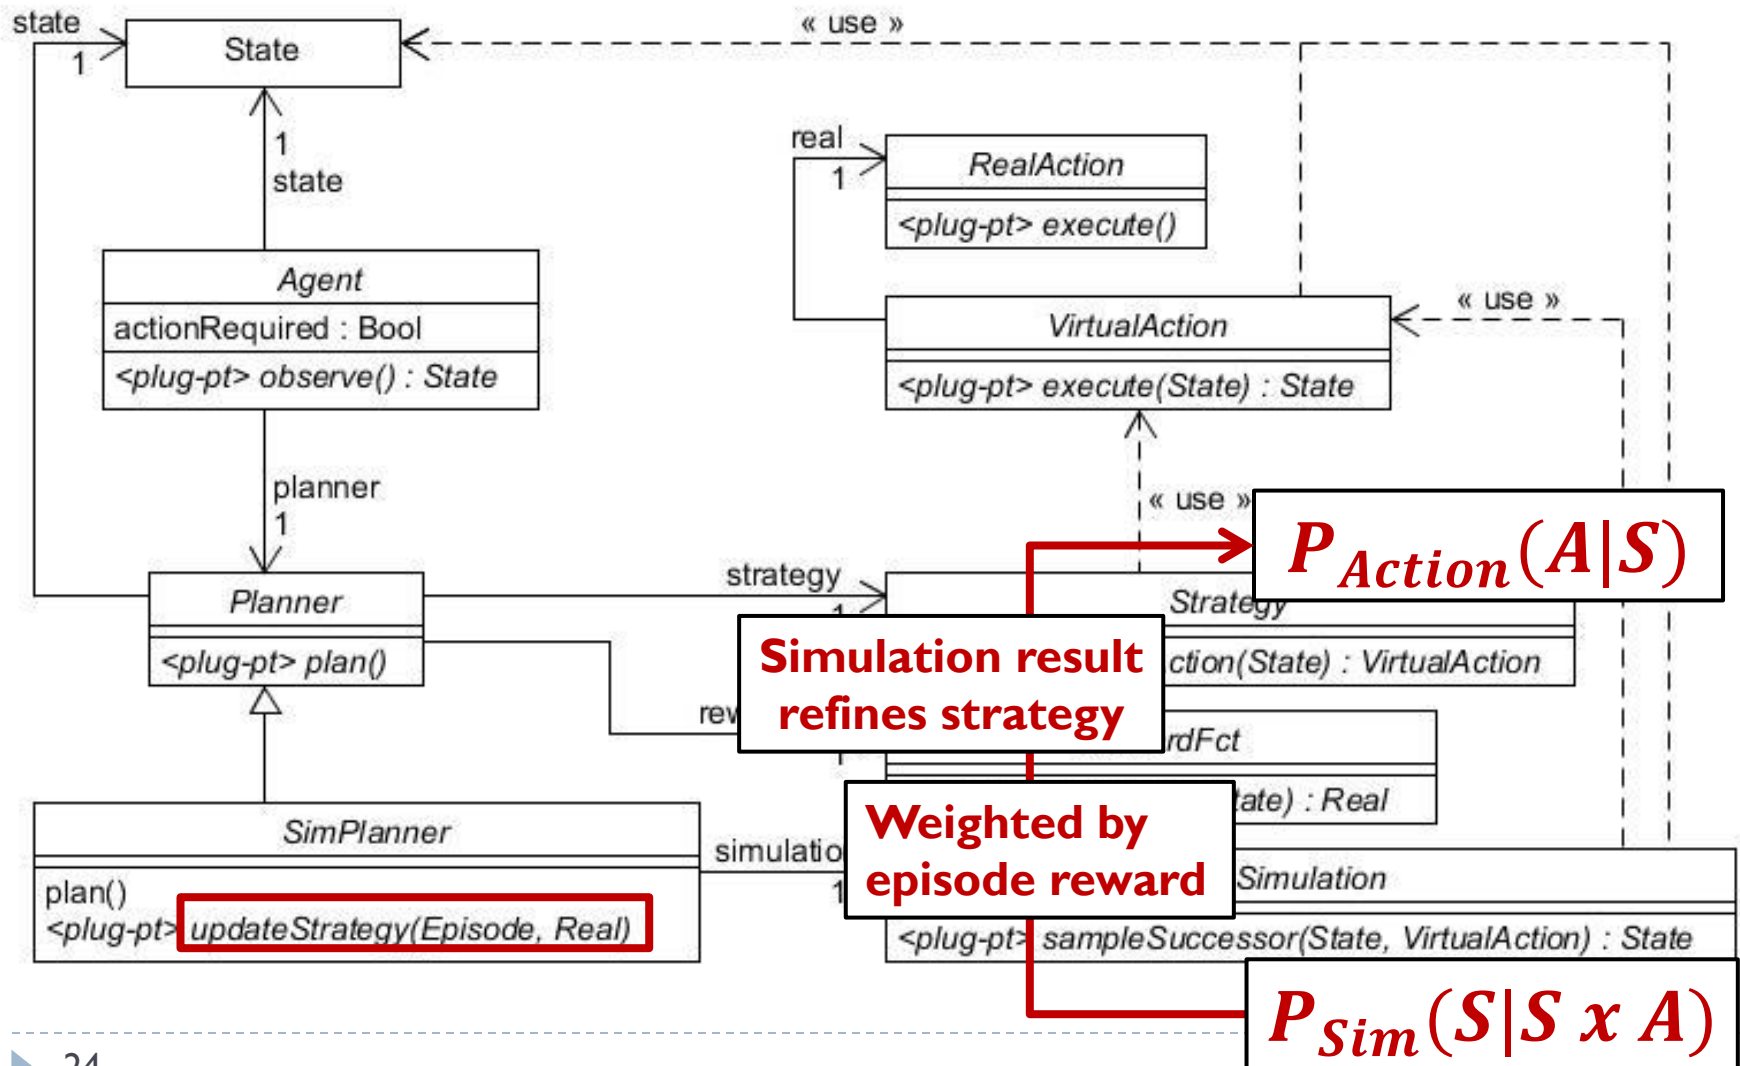 state
1
State
« use »
1
state
real
1
RealAction
<plug-pt> execute()
Agent
actionRequired : Bool
<plug-pt> observe() : State
VirtualAction
<plug-pt> execute(State) : State
« use »
planner
1
« use »
P_Action(A|S)
Planner
<plug-pt> plan()
strategy
1
Strategy
ction(State) : VirtualAction
Simulation result
refines strategy
rew
rdFct
tate) : Real
Weighted by
episode reward
SimPlanner
plan()
<plug-pt> updateStrategy(Episode, Real)
simulatio
1
Simulation
<plug-pt> sampleSuccessor(State, VirtualAction) : State
P_Sim(S|S x A)